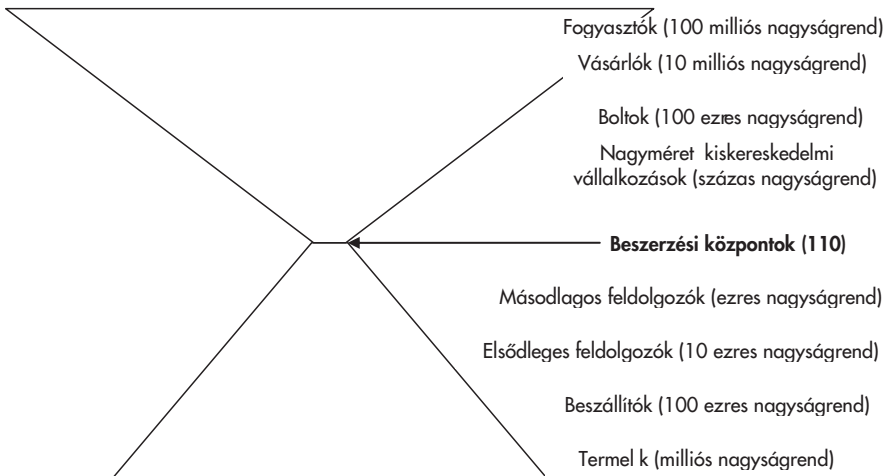 Fogyasztók (100 milliós nagyságrend)
Vásárlók (10 milliós nagyságrend)
Boltok (100 ezres nagyságrend)
Nagyméret kiskereskedelmi
vállalkozások (százas nagyságrend)
Beszerzési központok (110)
Másodlagos feldolgozók (ezres nagyságrend)
Elsődleges feldolgozók (10 ezres nagyságrend)
Beszállítók (100 ezres nagyságrend)
Termel k (milliós nagyságrend)